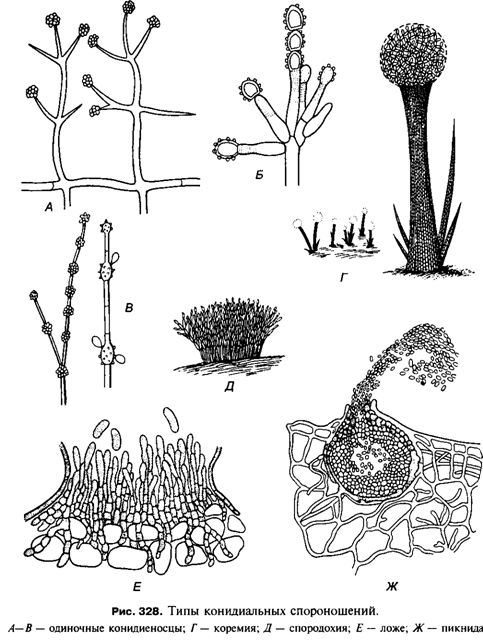 А
Б
Г
В
Д
Е
Ж
Рис. 328. Типы конидиальных спороношений.
А—В — одиночные конидиеносцы; Г — коремия; Д — спородохия; Е — ложе; Ж — пикнида